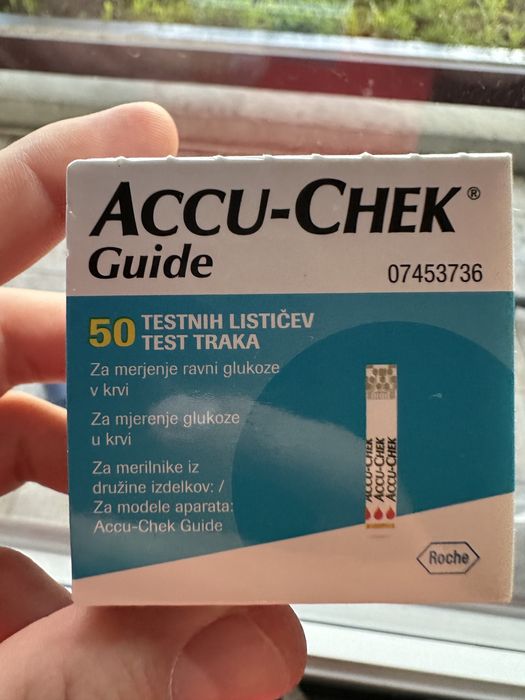 ACCU-CHEK®
Guide
07453736
50 TESTNIH LISTIČEV
TEST TRAKA
Za merjenje ravni glukoze
v krvi
Za mjerenje glukoze
u krvi
Za merilnike iz
družine izdelkov: /
Za modele aparata:
Accu-Chek Guide
ACCU-CHEK
ACCU-CHEK
ACCU-CHEK
Roche